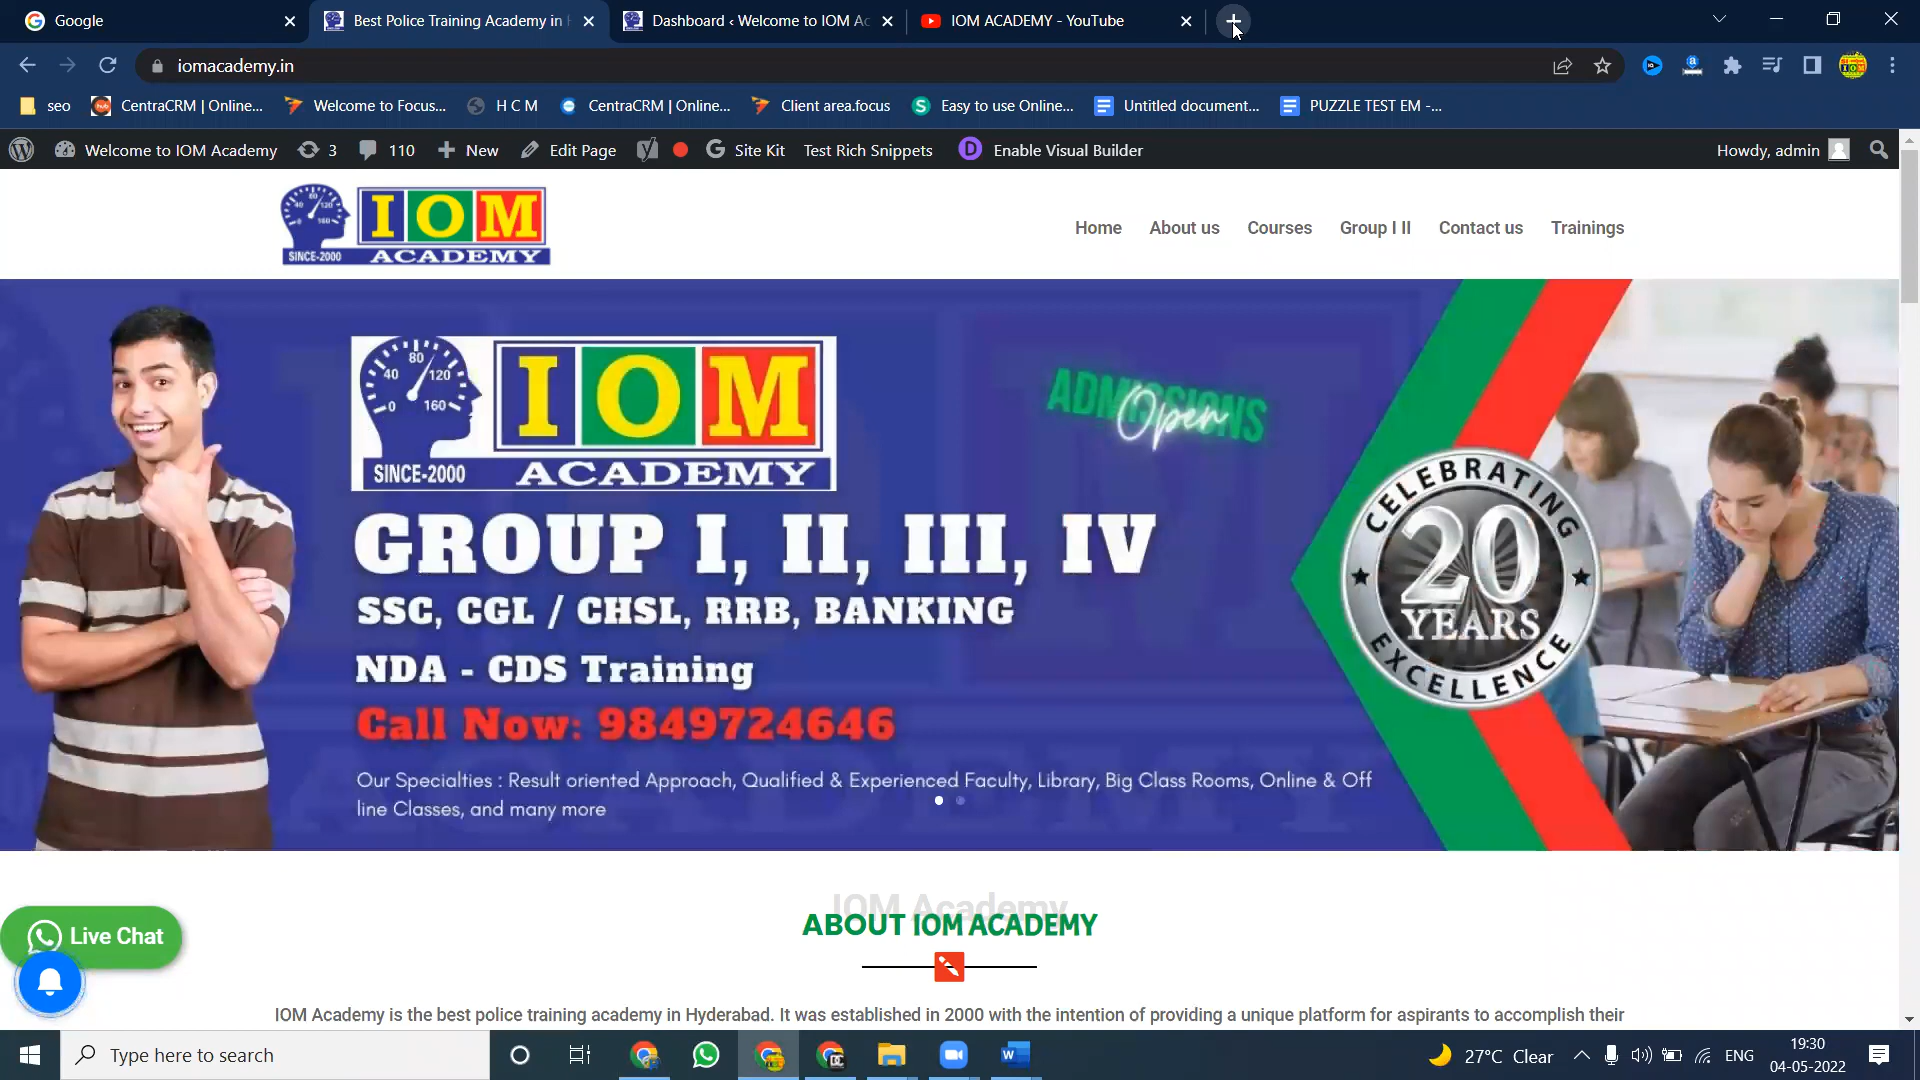 Google
Best Police Training Academy in
Dashboard ‹ Welcome to IOM Ac
IOM ACADEMY - YouTube
iomacademy.in
seo
CentraCRM | Online...
Welcome to Focus...
H C M
CentraCRM | Online...
Client area.focus
Easy to use Online...
Untitled document...
PUZZLE TEST EM -...
Welcome to IOM Academy
3
110
New
Edit Page
Site Kit
Test Rich Snippets
Enable Visual Builder
Howdy, admin
IOM
SINCE-2000 ACADEMY
Home
About us
Courses
Group I II
Contact us
Trainings
0 40 80 120 160
IOM
SINCE-2000 ACADEMY
ADMISSIONS
Open
GROUP I, II, III, IV
SSC, CGL / CHSL, RRB, BANKING
NDA - CDS Training
Call Now: 9849724646
Our Specialties : Result oriented Approach, Qualified & Experienced Faculty, Library, Big Class Rooms, Online & Off
line Classes, and many more
CELEBRATING
20
YEARS
EXCELLENCE
IOM Academy
ABOUT IOM ACADEMY
Live Chat
IOM Academy is the best police training academy in Hyderabad. It was established in 2000 with the intention of providing a unique platform for aspirants to accomplish their
Type here to search
27°C Clear
ENG
19:30
04-05-2022